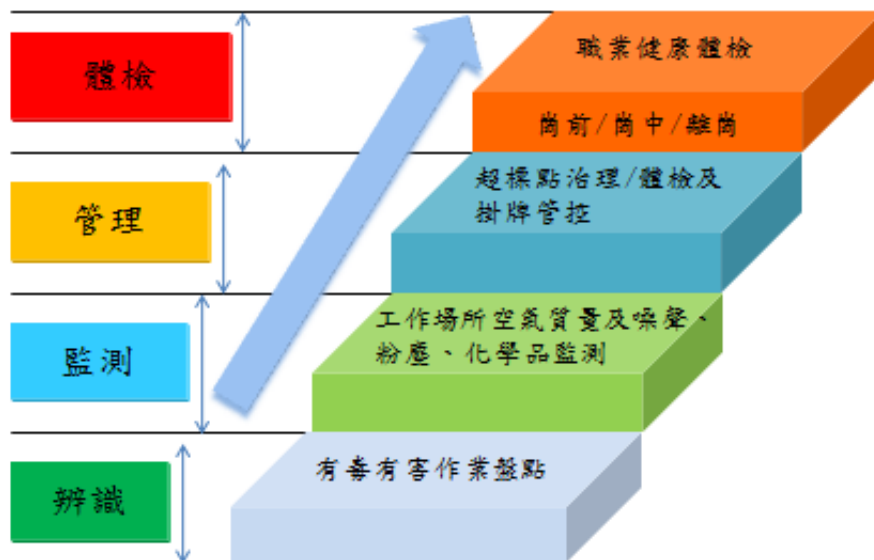 體檢
職業健康體檢
崗前/崗中/離崗
管理
超標點治理/體檢及
掛牌管控
監測
工作場所空氣質量及噪聲、
粉塵、化學品監測
辨識
有毒有害作業盤點